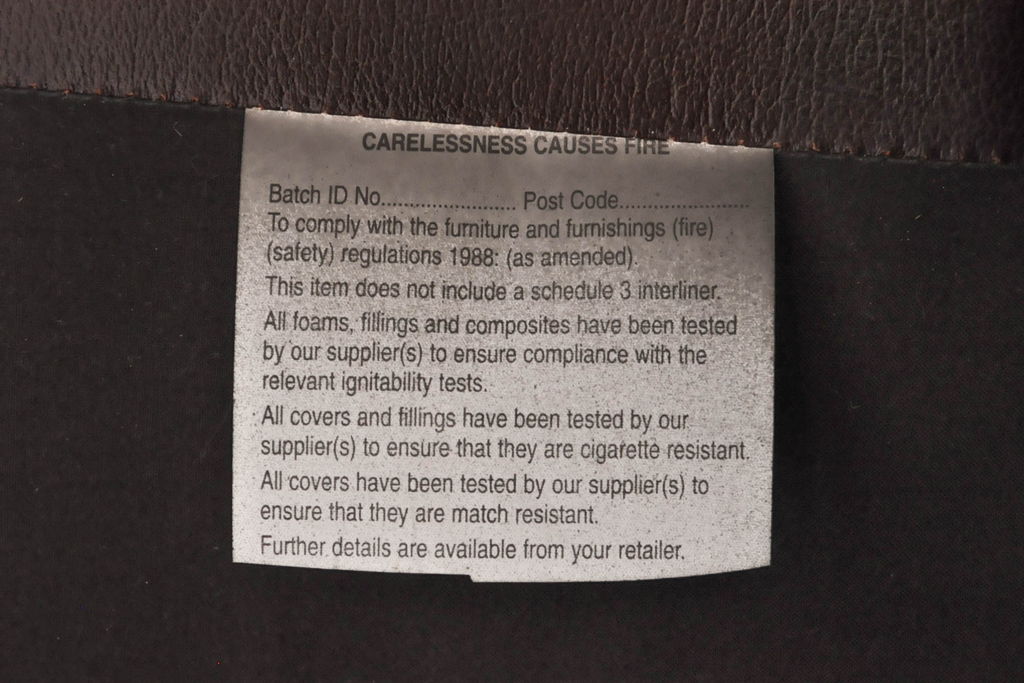 CARELESSNESS CAUSES FIRE
Batch ID No........................ Post Code.......................
To comply with the furniture and furnishings (fire)
(safety) regulations 1988: (as amended).
This item does not include a schedule 3 interliner.
All foams, fillings and composites have been tested
by our supplier(s) to ensure compliance with the
relevant ignitability tests.
All covers and fillings have been tested by our
supplier(s) to ensure that they are cigarette resistant.
All covers have been tested by our supplier(s) to
ensure that they are match resistant.
Further details are available from your retailer.